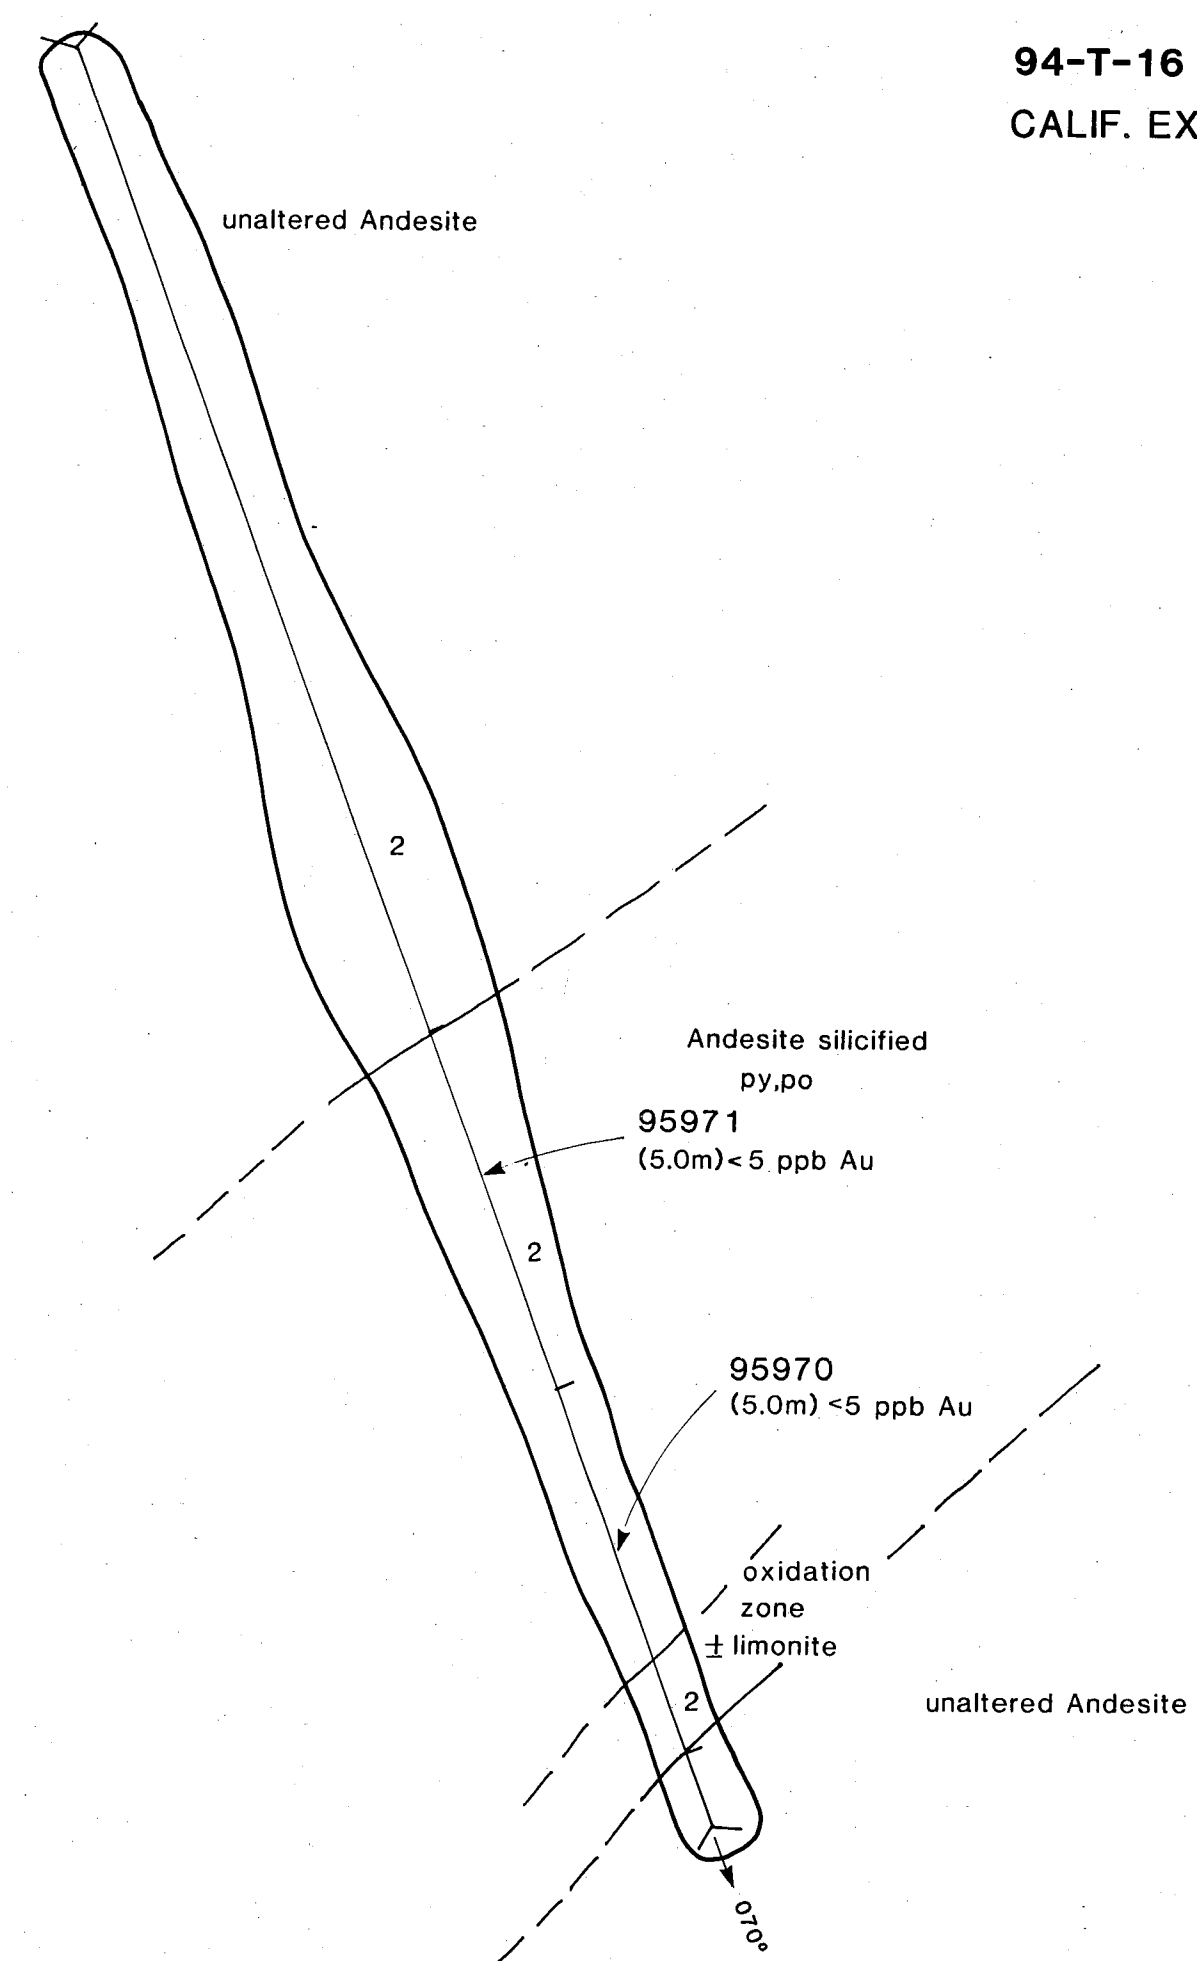 94-T-16
CALIF. EX
unaltered Andesite
2
Andesite silicified
py,po
95971
(5.0m)<5 ppb Au
2
95970
(5.0m) <5 ppb Au
oxidation
zone
± limonite
2
unaltered Andesite
070°